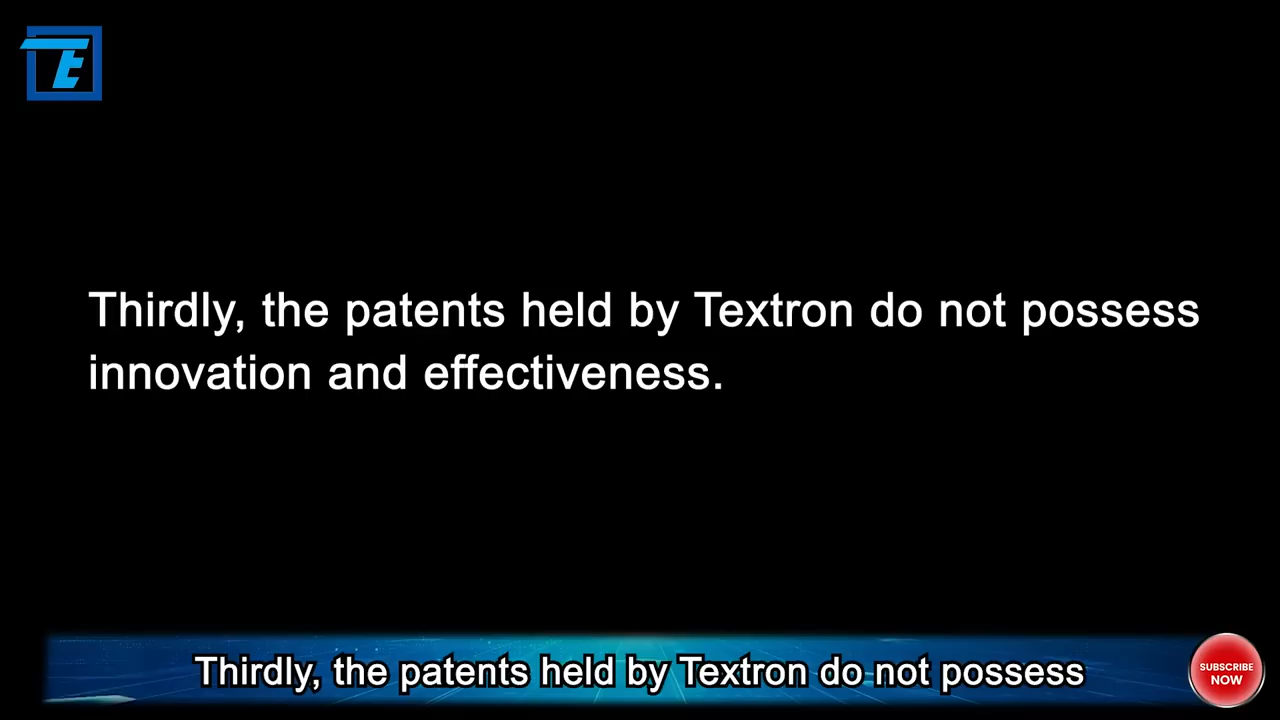 TE
Thirdly, the patents held by Textron do not possess
innovation and effectiveness.
Thirdly, the patents held by Textron do not possess
SUBSCRIBE
NOW